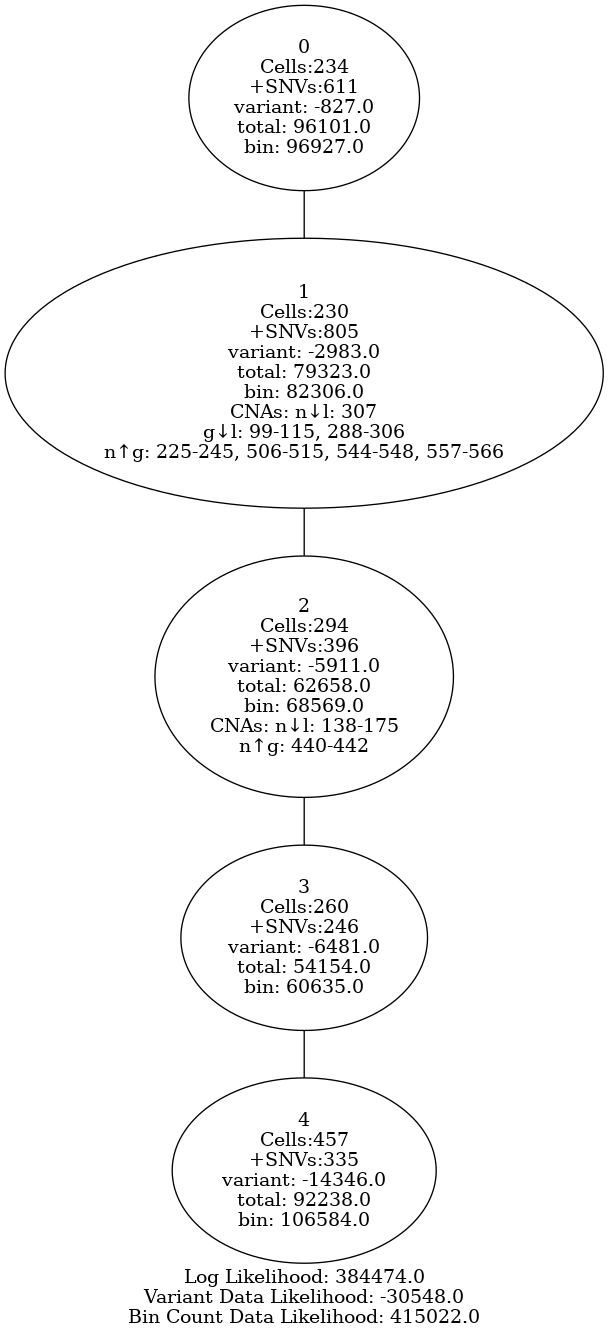 0
Cells:234
+SNVs:611
variant: -827.0
total: 96101.0
bin: 96927.0
1
Cells:230
+SNVs:805
variant: -2983.0
total: 79323.0
bin: 82306.0
CNAs: n↓l: 307
g↓l: 99-115, 288-306
n↑g: 225-245, 506-515, 544-548, 557-566
2
Cells:294
+SNVs:396
variant: -5911.0
total: 62658.0
bin: 68569.0
CNAs: n↓l: 138-175
n↑g: 440-442
3
Cells:260
+SNVs:246
variant: -6481.0
total: 54154.0
bin: 60635.0
4
Cells:457
+SNVs:335
variant: -14346.0
total: 92238.0
bin: 106584.0
Log Likelihood: 384474.0
Variant Data Likelihood: -30548.0
Bin Count Data Likelihood: 415022.0